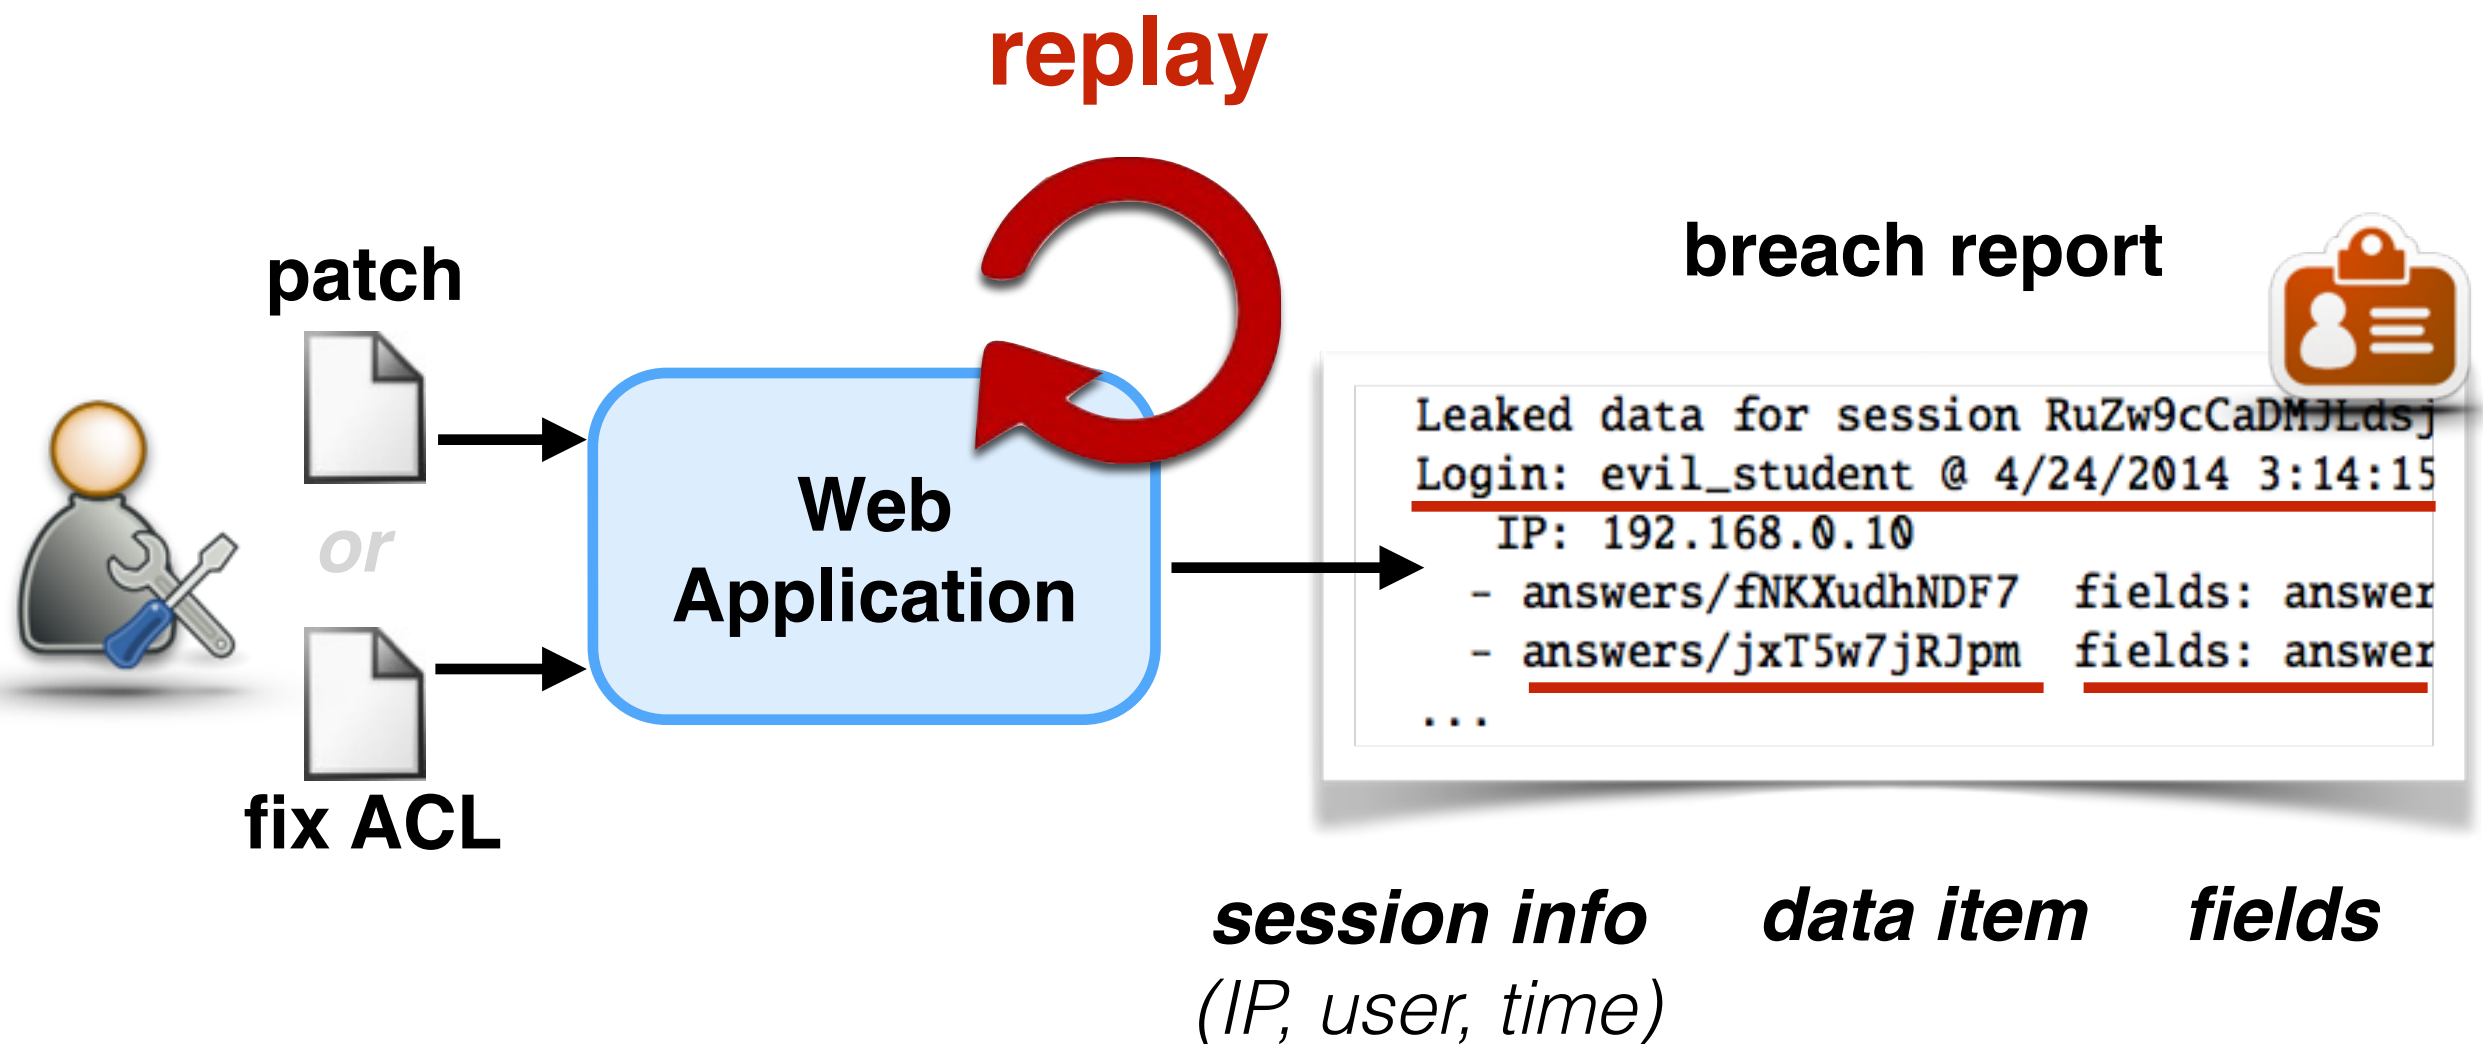 replay
patch
or
fix ACL
Web
Application
breach report
Leaked data for session RuZw9cCaDMJLdsj
Login: evil_student @ 4/24/2014 3:14:15
IP: 192.168.0.10
- answers/fNKXudhNDF7 fields: answer
- answers/jxT5w7jRJpm fields: answer
...
session info data item fields
(IP, user, time)